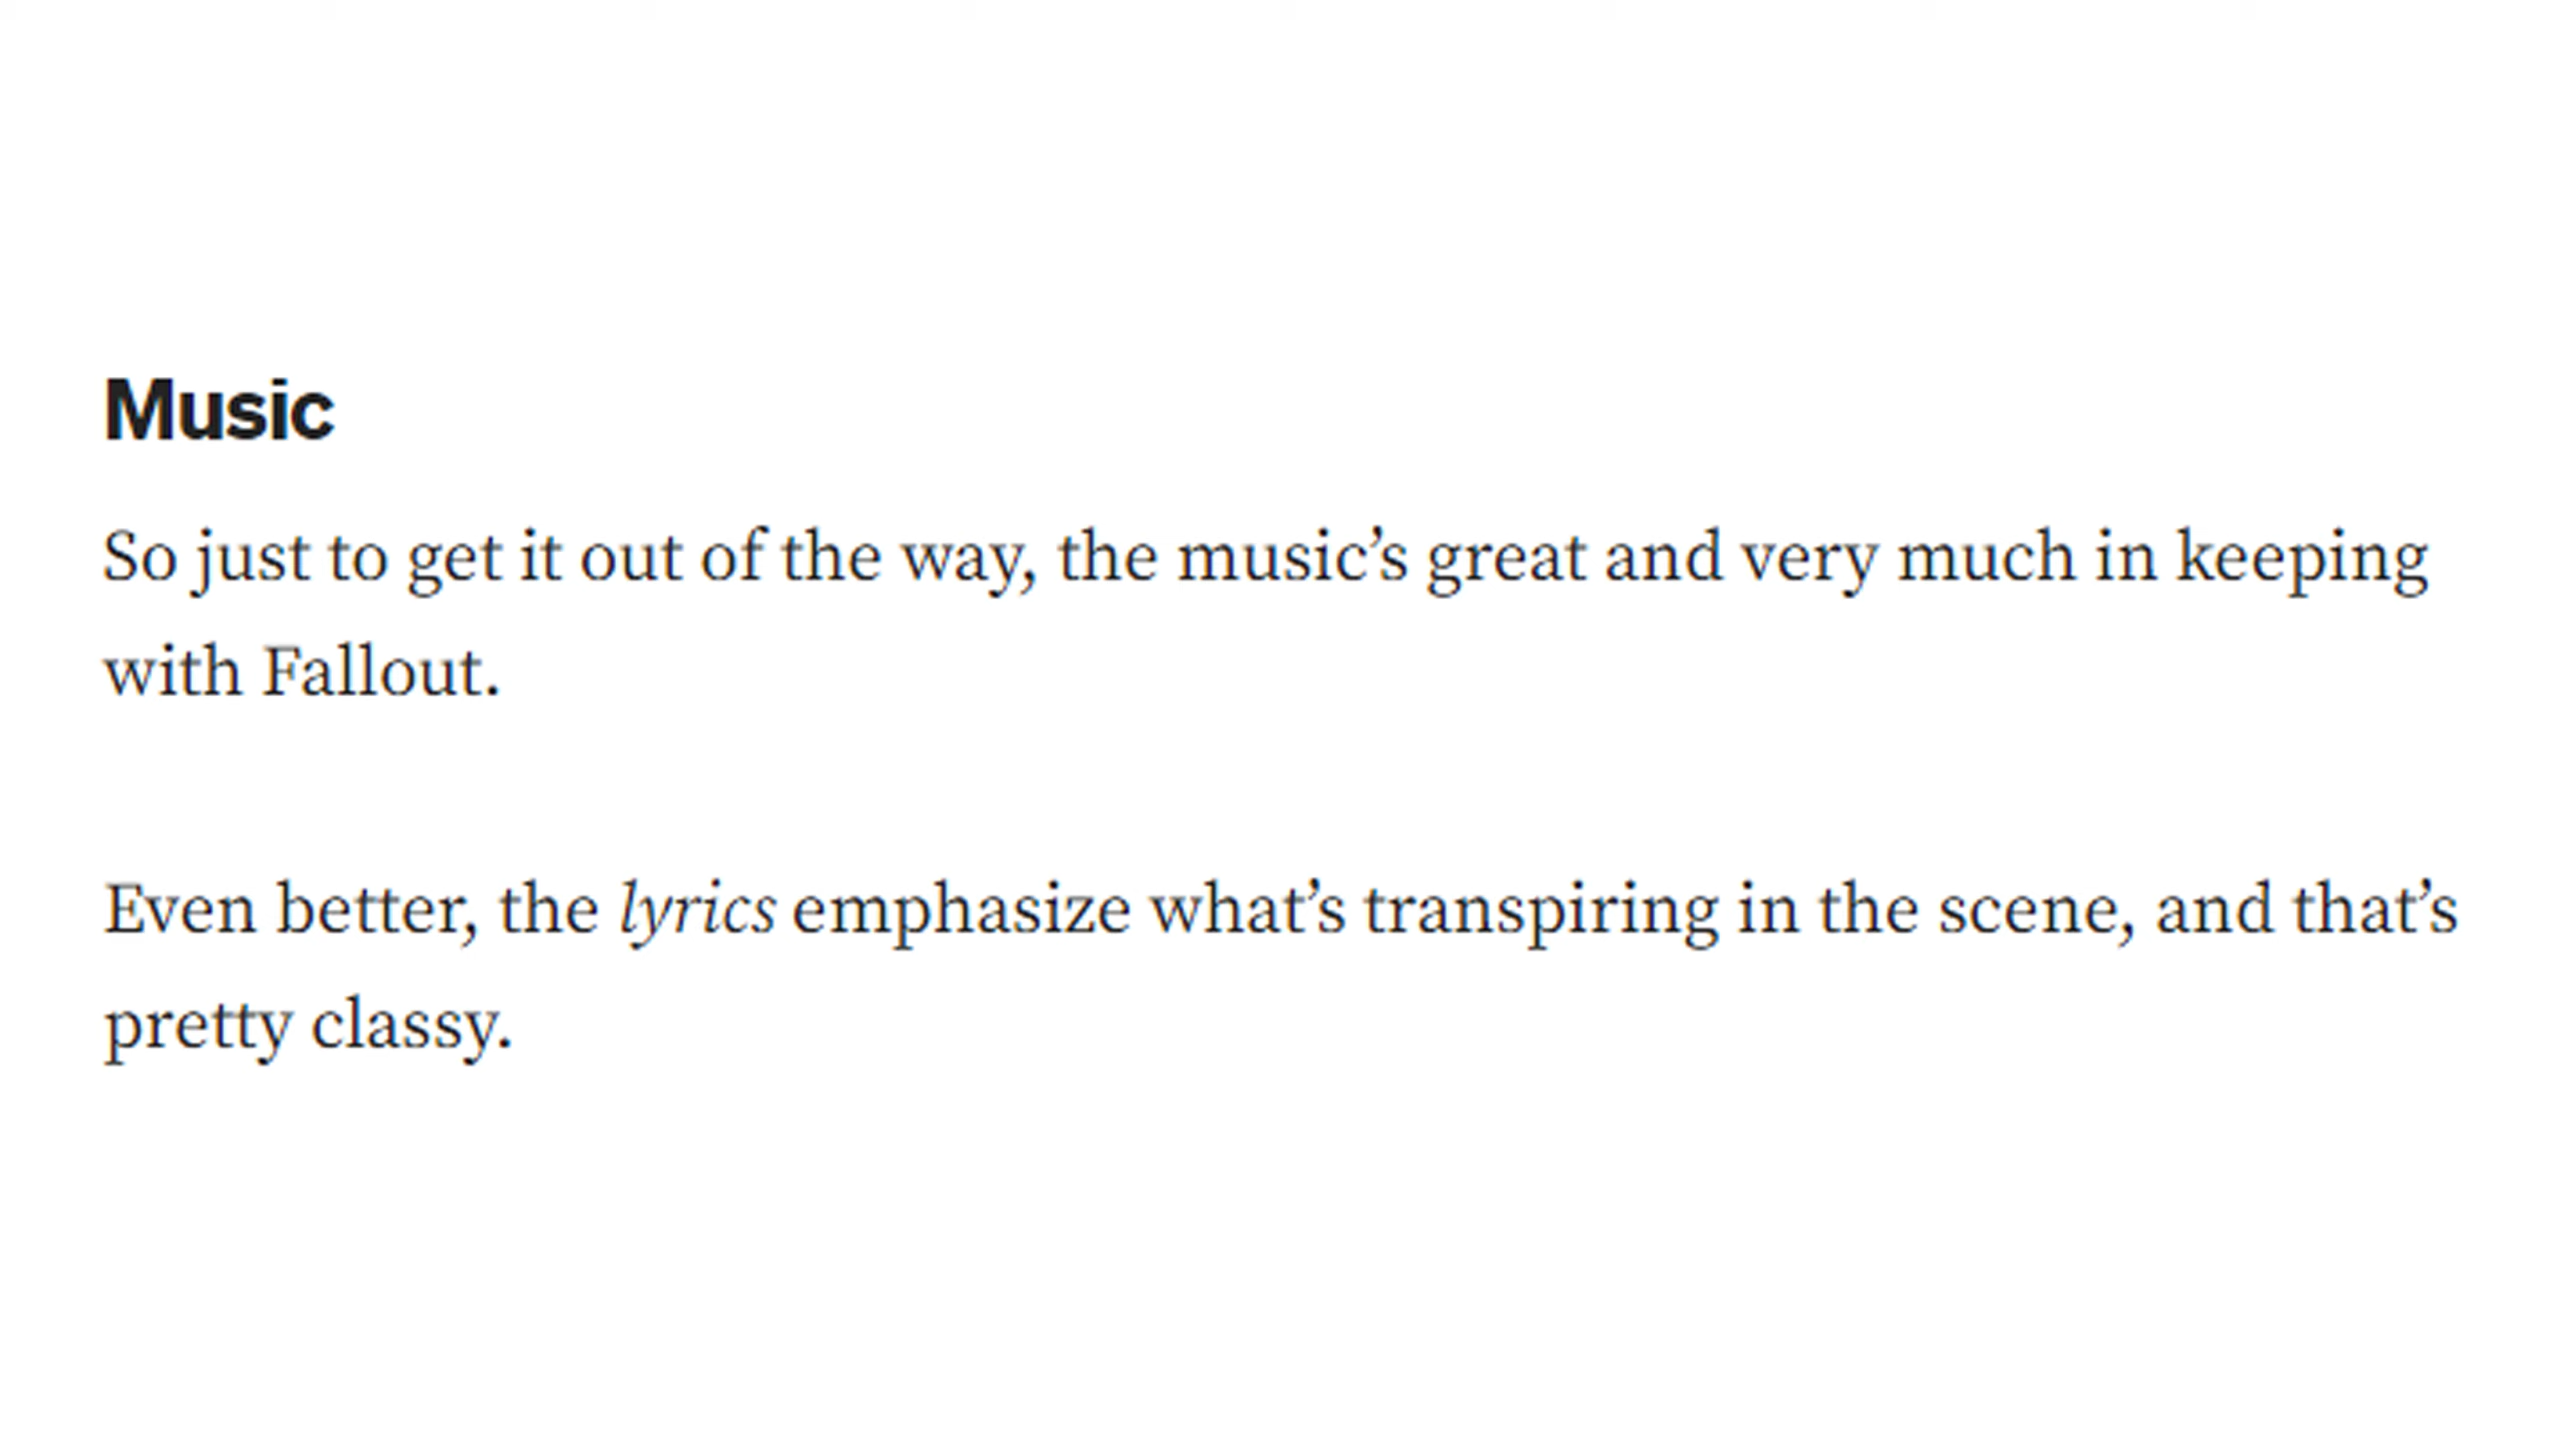 Music
So just to get it out of the way, the music’s great and very much in keeping
with Fallout.
Even better, the lyrics emphasize what’s transpiring in the scene, and that’s
pretty classy.